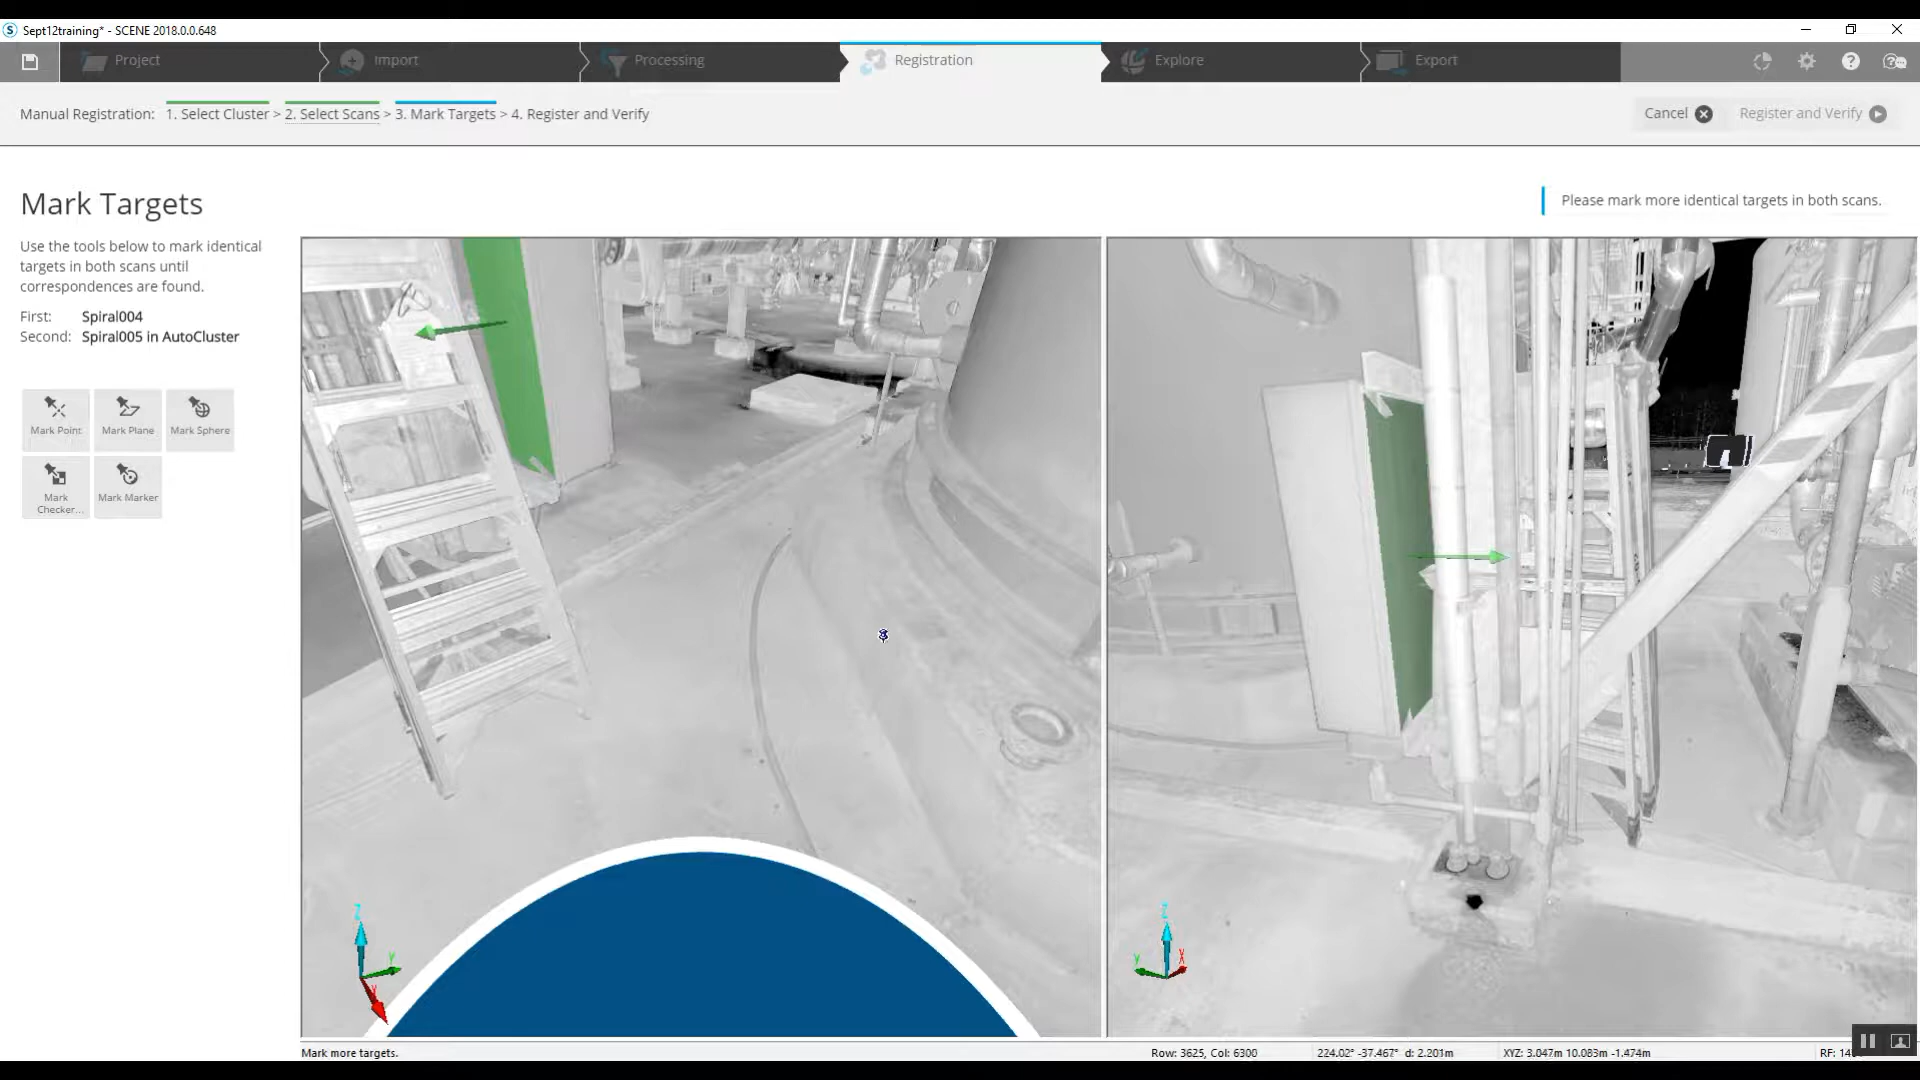 Sept12training* - SCENE 2018.0.0.648
Project
Import
Processing
Registration
Explore
Export
Manual Registration: 1. Select Cluster > 2. Select Scans > 3. Mark Targets > 4. Register and Verify
Cancel
Register and Verify
Mark Targets
Please mark more identical targets in both scans.
Use the tools below to mark identical
targets in both scans until
correspondences are found.
First: Spiral004
Second: Spiral005 in AutoCluster
Mark Point
Mark Plane
Mark Sphere
Mark
Checker...
Mark Marker
Z
Y
X
Z
Y
X
Mark more targets.
Row: 3625, Col: 6300
224.02° -37.467° d: 2.201m
XYZ: 3.047m 10.083m -1.474m